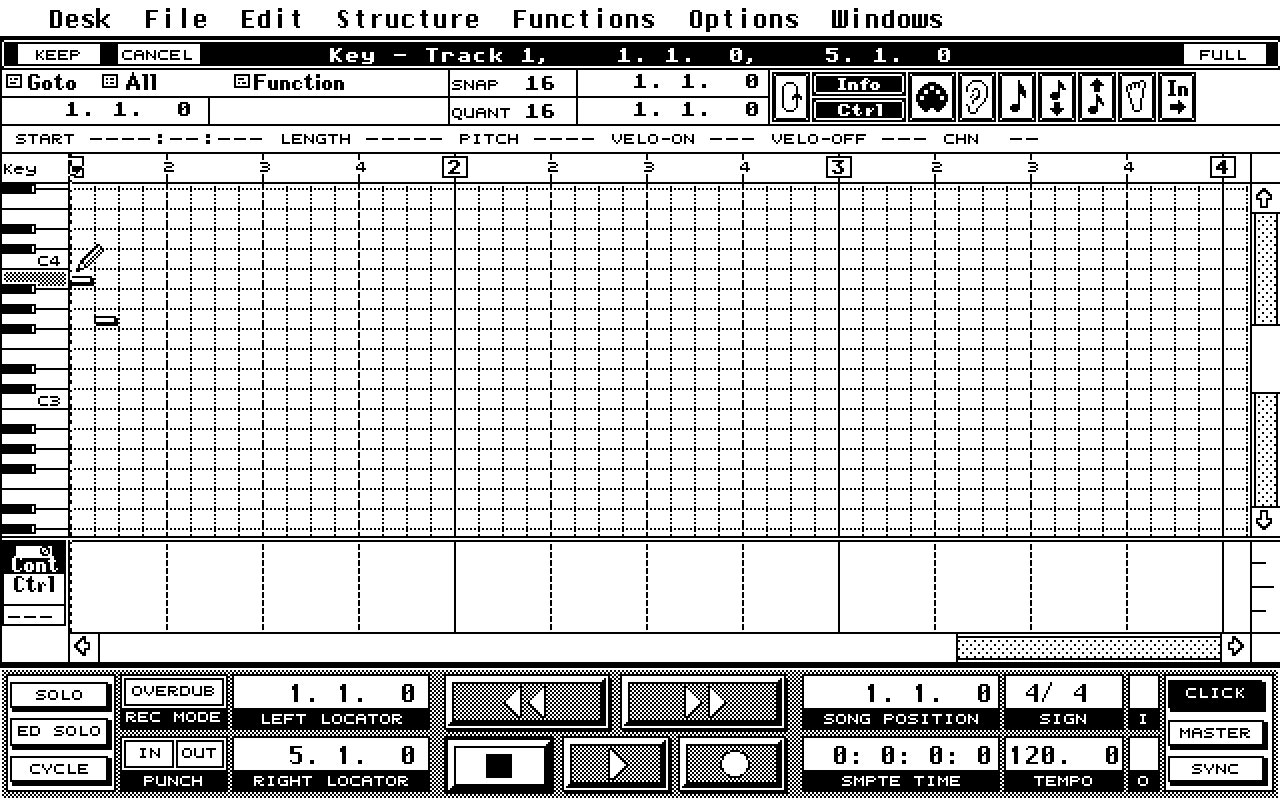 Desk File Edit Structure Functions Options Windows
KEEP CANCEL Key - Track 1, 1. 1. 0, 5. 1. 0 FULL
Goto All Function SNAP 16 1. 1. 0 Info
1. 1. 0 QUANT 16 1. 1. 0 Ctrl In
START ----:--:--- LENGTH ----- PITCH ---- VELO-ON --- VELO-OFF --- CHN --
Key 2 3 4 2 2 3 4 3 2 3 4 4
C4
C3
Cont
Ctrl
---
SOLO OVERDUB 1. 1. 0 1. 1. 0 4/ 4 CLICK
REC MODE LEFT LOCATOR SONG POSITION SIGN I
ED SOLO MASTER
IN OUT 5. 1. 0 0: 0: 0: 0 120. 0
CYCLE PUNCH RIGHT LOCATOR SMPTE TIME TEMPO O SYNC